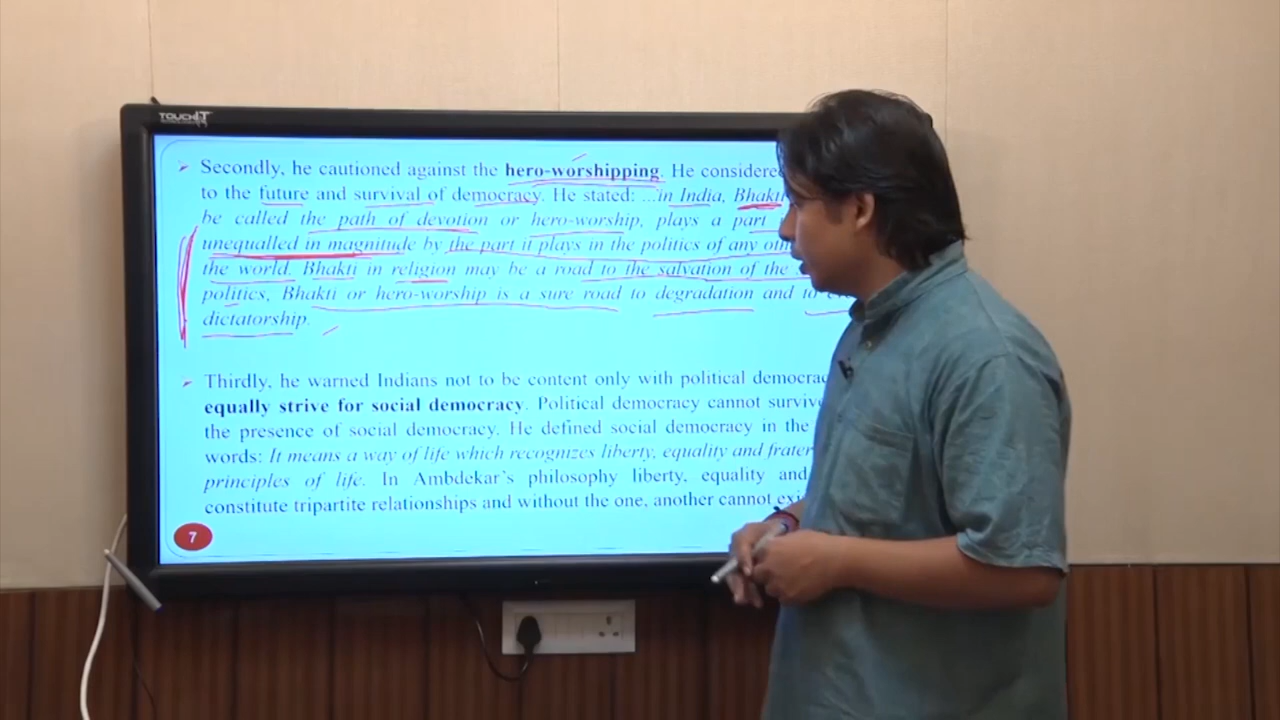 TOUCHIT
➢ Secondly, he cautioned against the hero-worshipping. He considered
to the future and survival of democracy. He stated: ...in India, Bhakti
be called the path of devotion or hero-worship, plays a part
unequalled in magnitude by the part it plays in the politics of any
the world. Bhakti in religion may be a road to the salvation of the
politics, Bhakti or hero-worship is a sure road to degradation and to
dictatorship.
➢ Thirdly, he warned Indians not to be content only with political
equally strive for social democracy. Political democracy cannot
the presence of social democracy. He defined social democracy in the
words: It means a way of life which recognizes liberty, equality and
principles of life. In Ambdekar's philosophy liberty, equality and
constitute tripartite relationships and without the one, another cannot
7